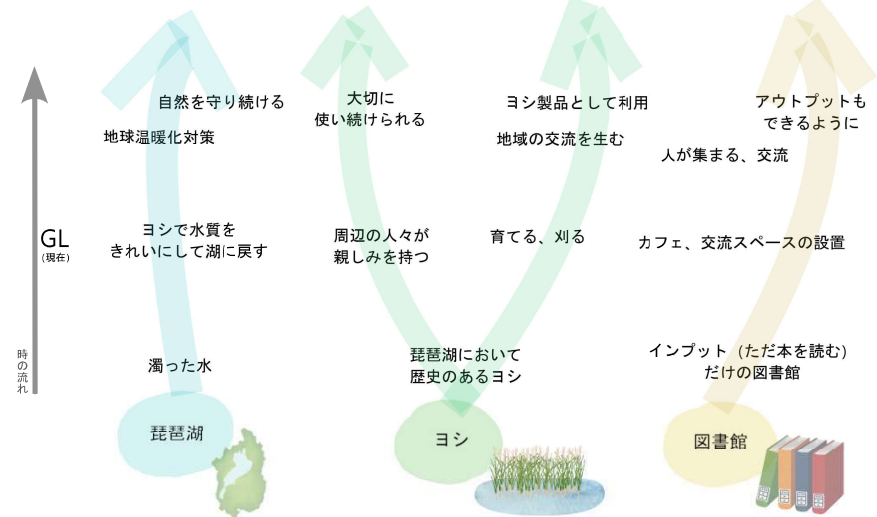 自然を守り続ける
地球温暖化対策
ヨシで水質を
きれいにして湖に戻す
濁った水
琵琶湖
大切に
使い続けられる
周辺の人々が
親しみを持つ
ヨシ製品として利用
地域の交流を生む
育てる、刈る
琵琶湖において
歴史のあるヨシ
ヨシ
アウトプットも
できるように
人が集まる、交流
カフェ、交流スペースの設置
インプット (ただ本を読む)
だけの図書館
図書館
GL
(現在)
時の流れ